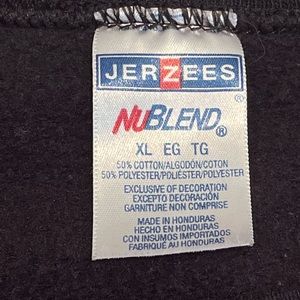 JERZEES
®
NUBLEND®
XL EG TG
50% COTTON/ALGODÓN/COTON
50% POLYESTER/POLIÉSTER/POLYESTER
EXCLUSIVE OF DECORATION
EXCEPTO DECORACIÓN
GARNITURE NON COMPRISE
MADE IN HONDURAS
HECHO EN HONDURAS
CON INSUMOS IMPORTADOS
FABRIQUÉ AU HONDURAS